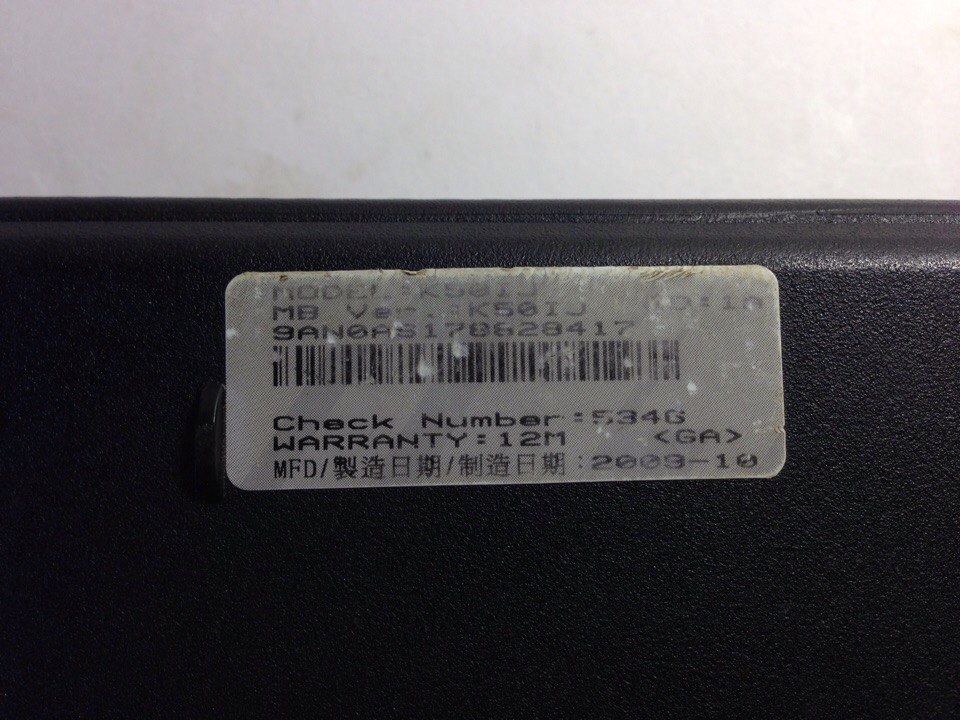 MODEL:K50IJ
MB Ver.:K50IJ
9AN0AS178628417
Check Number:534G
WARRANTY:12M <GA>
MFD/製造日期/制造日期:2009-10